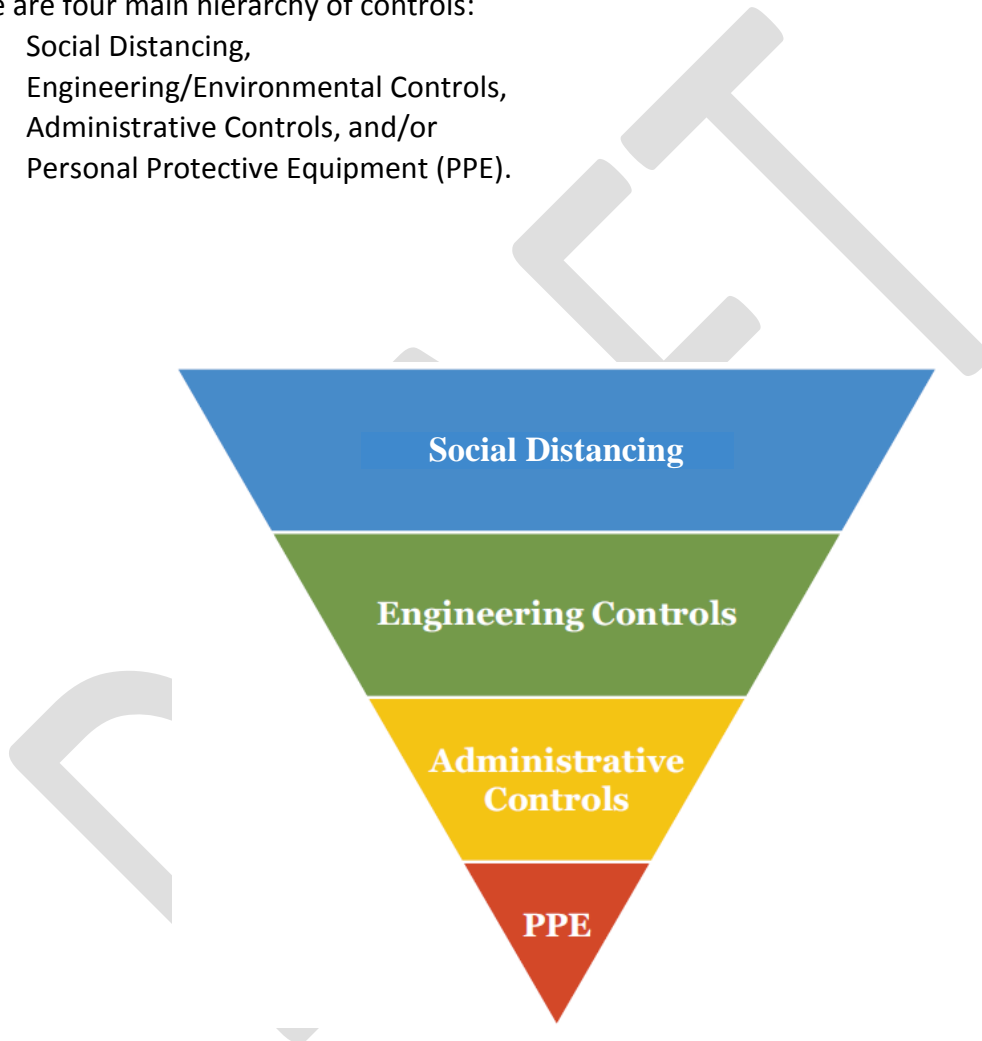 e are four main hierarchy of controls:
Social Distancing,
Engineering/Environmental Controls,
Administrative Controls, and/or
Personal Protective Equipment (PPE).
Social Distancing
Engineering Controls
Administrative
Controls
PPE